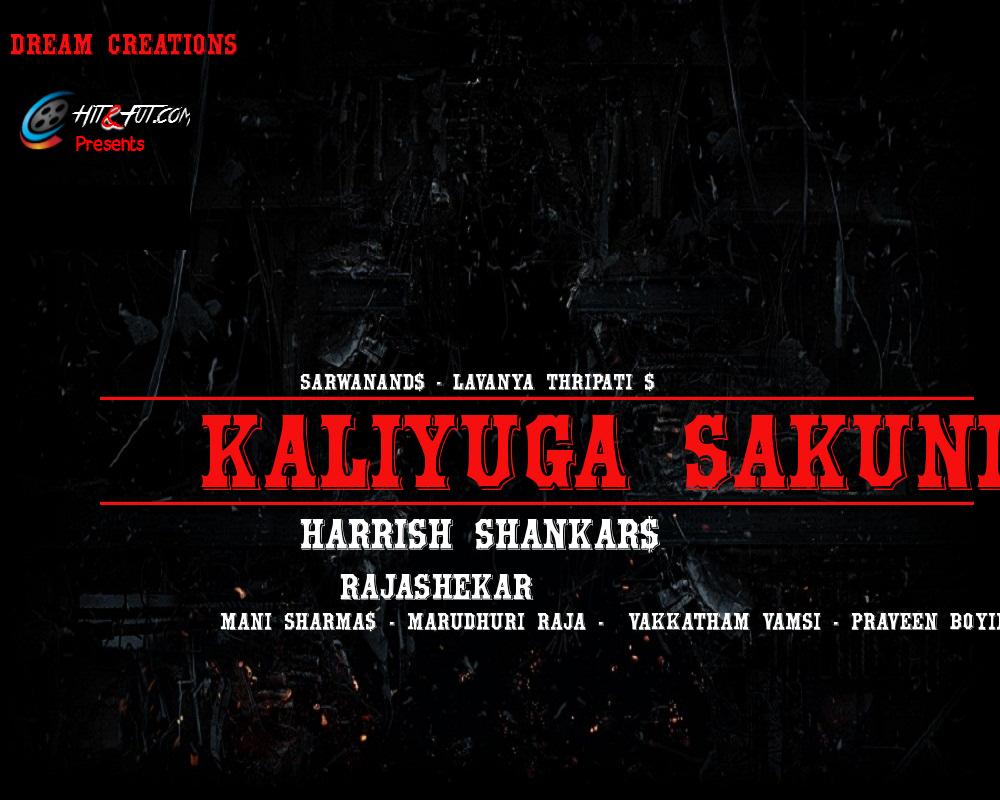 DREAM CREATIONS
HIT&FUT.COM
Presents
SARWANAND$ - LAVANYA THRIPATI $
KALIYUGA SAKUNI
HARRISH SHANKAR$
RAJASHEKAR
MANI SHARMA$ - MARUDHURI RAJA - VAKKATHAM VAMSI - PRAVEEN